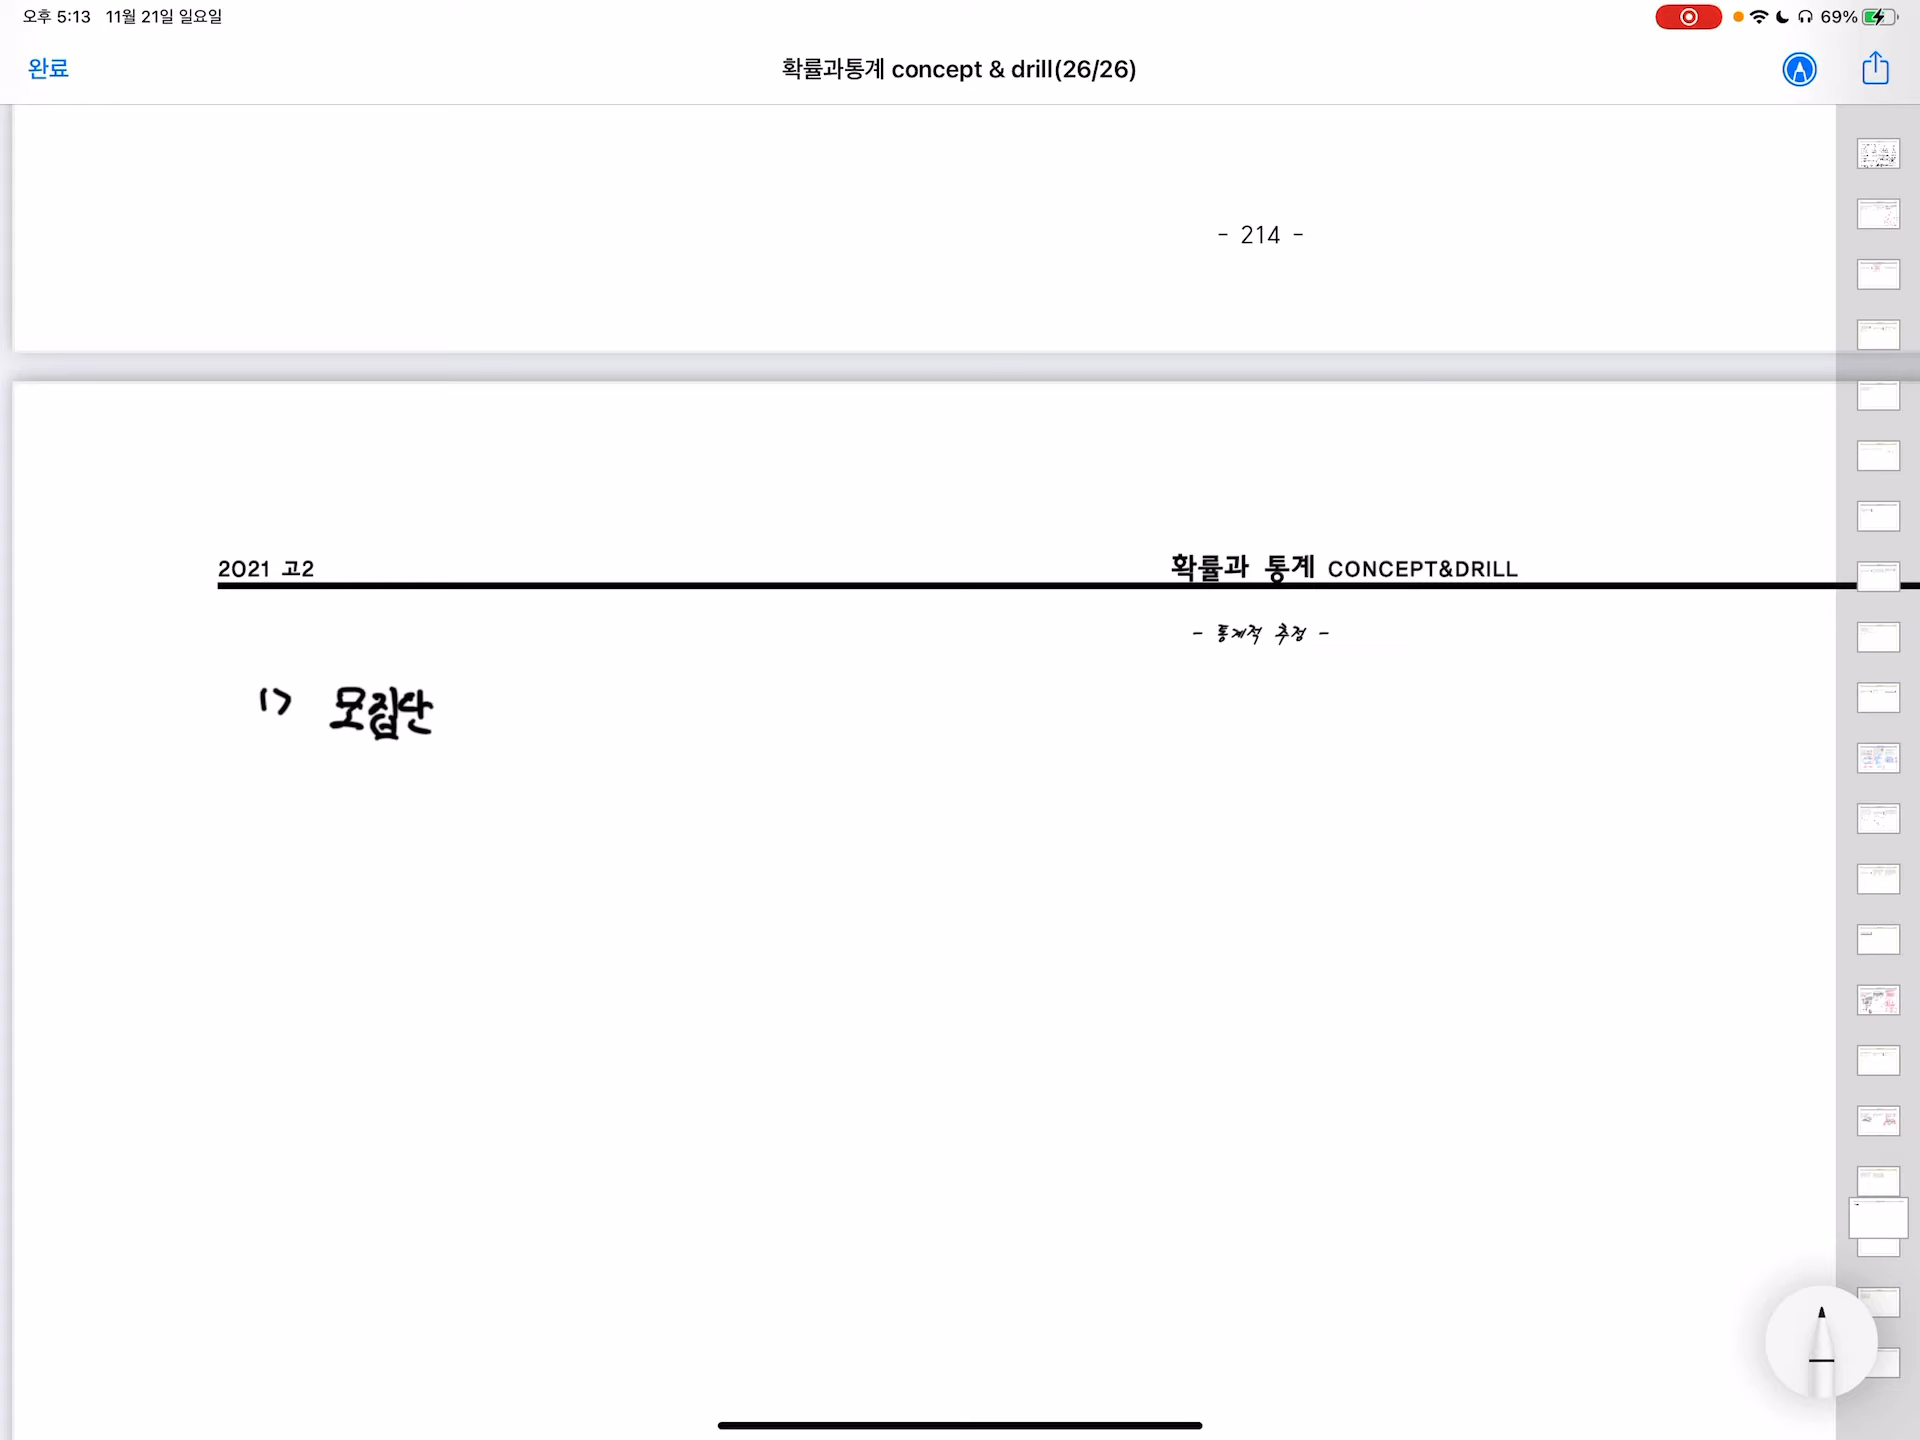 오후 5:13 11월 21일 일요일
69%
완료
확률과통계 concept & drill(26/26)
- 214 -
2021 고2
확률과 통계 CONCEPT&DRILL
- 통계적 추정 -
1> 모집단